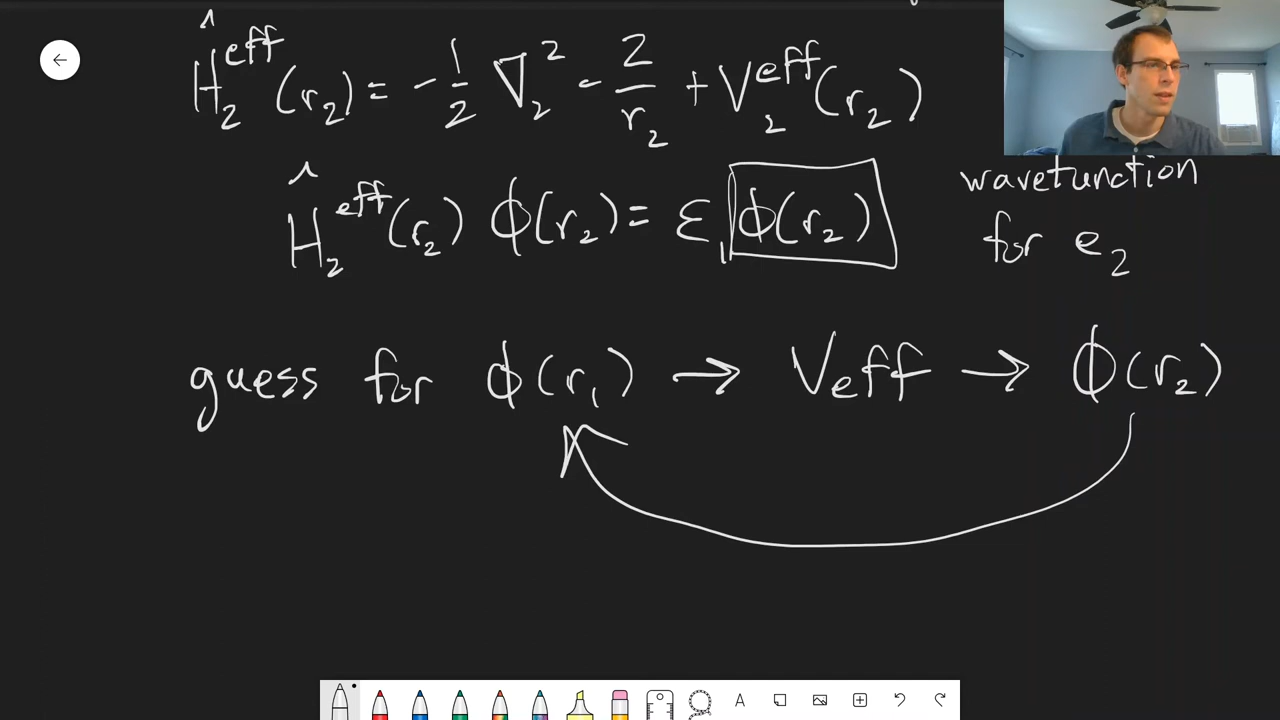 Ĥ₂^eff (r₂) = -1/2 ∇₂² - 2/r₂ + V₂^eff (r₂)
wavefunction
Ĥ₂^eff (r₂) ϕ(r₂) = ε₁ ϕ(r₂)
for e₂
guess for ϕ(r₁) → Veff → ϕ(r₂)
A